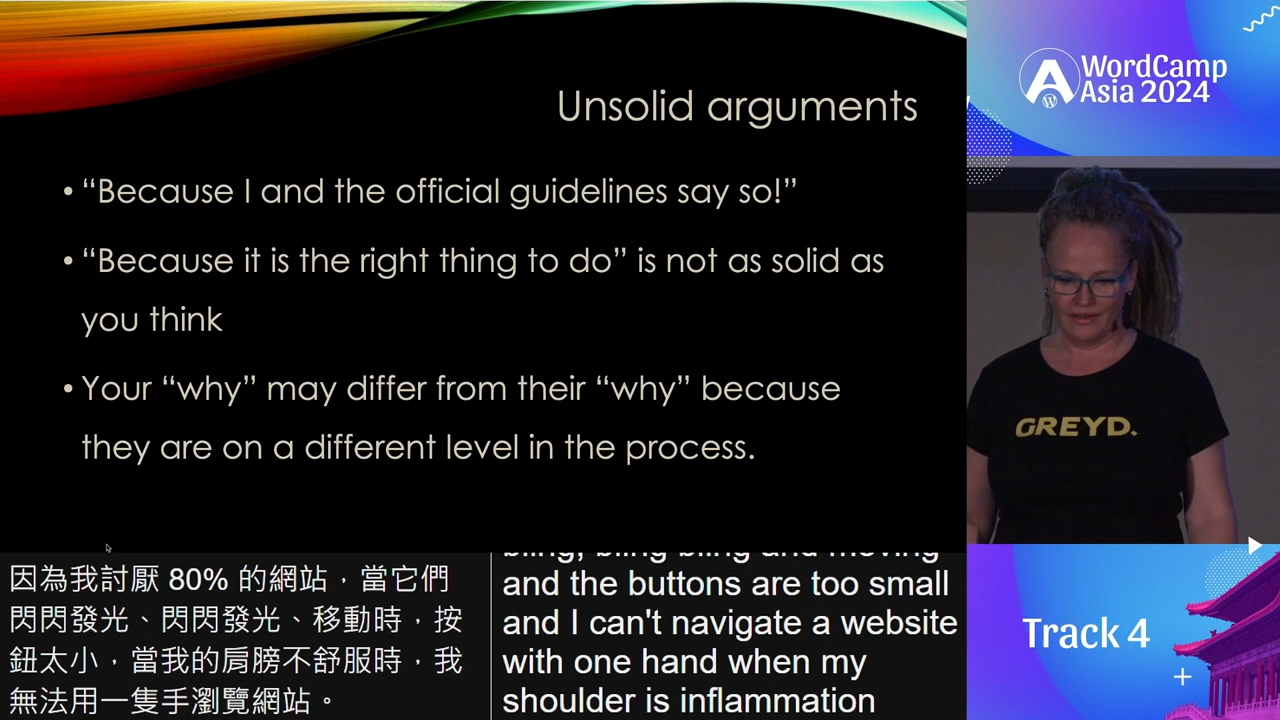 Unsolid arguments
• “Because I and the official guidelines say so!”
• “Because it is the right thing to do” is not as solid as
you think
• Your “why” may differ from their “why” because
they are on a different level in the process.
WordCamp
Asia 2024
GREYD.
因為我討厭 80% 的網站，當它們
閃閃發光、閃閃發光、移動時，按
鈕太小，當我的肩膀不舒服時，我
無法用一隻手瀏覽網站。
bling, bling bling and moving
and the buttons are too small
and I can't navigate a website
with one hand when my
shoulder is inflammation
Track 4